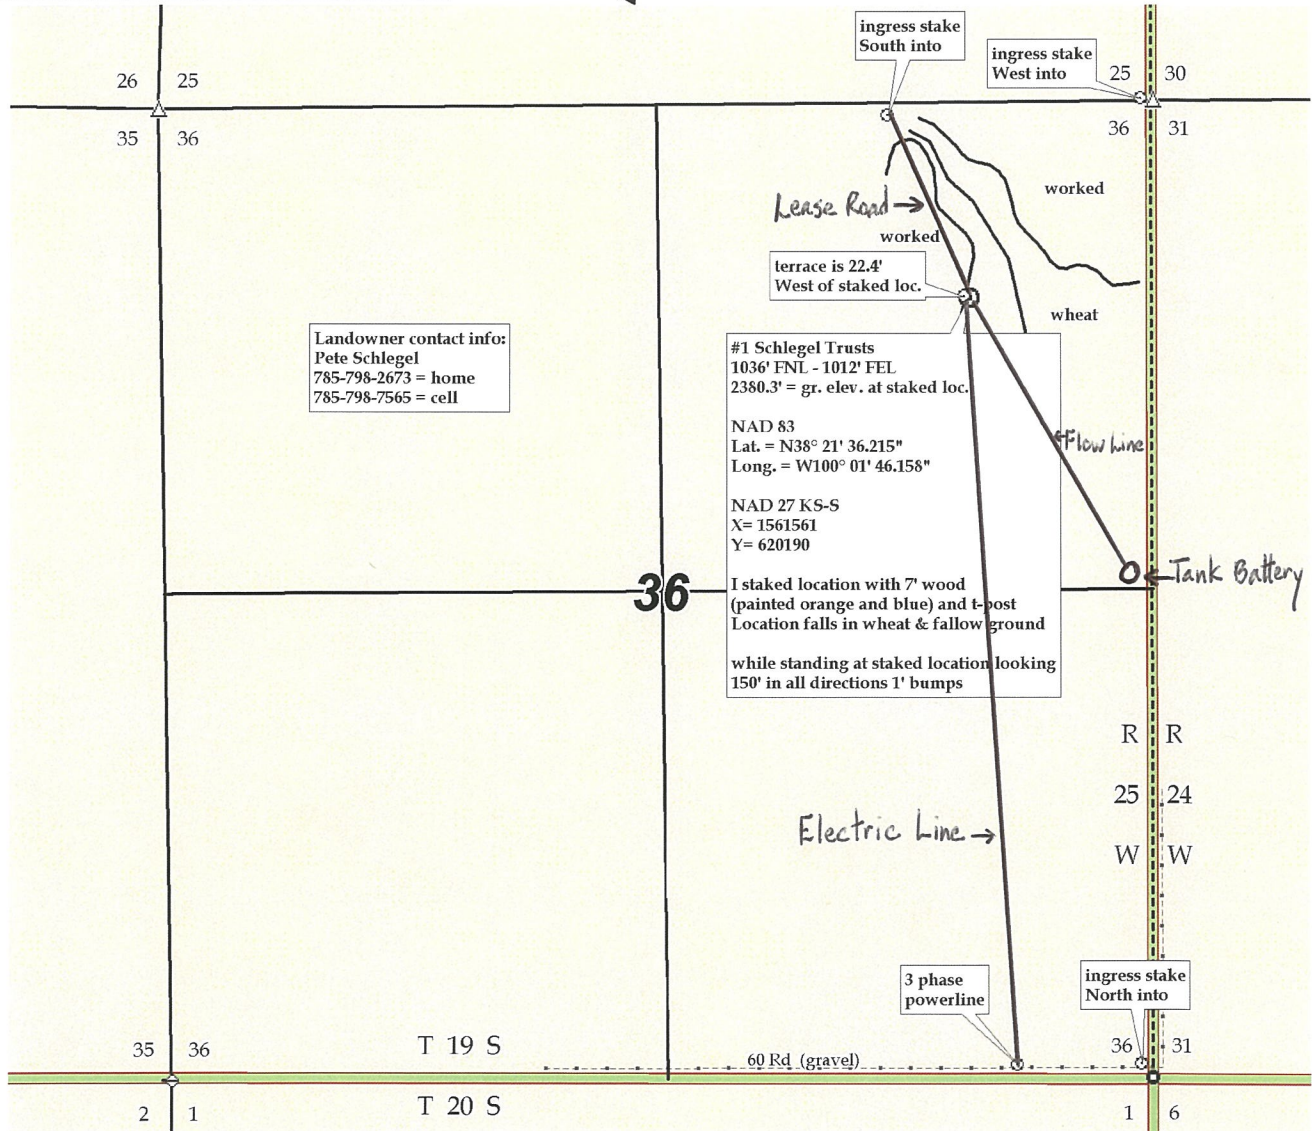 ingress stake
South into
ingress stake
West into
26
25
25
30
35
36
36
31
worked
Lease Road
worked
terrace is 22.4'
West of staked loc.
wheat
Landowner contact info:
Pete Schlegel
785-798-2673 = home
785-798-7565 = cell
#1 Schlegel Trusts
1036' FNL - 1012' FEL
2380.3' = gr. elev. at staked loc.
NAD 83
Lat. = N38° 21' 36.215"
Long. = W100° 01' 46.158"
NAD 27 KS-S
X= 1561561
Y= 620190
Flow Line
Tank Battery
36
I staked location with 7' wood
(painted orange and blue) and t-post
Location falls in wheat & fallow ground
while standing at staked location looking
150' in all directions 1' bumps
R
R
25
24
W
W
Electric Line
3 phase
powerline
ingress stake
North into
35
36
T 19 S
60 Rd (gravel)
36
31
2
1
T 20 S
1
6